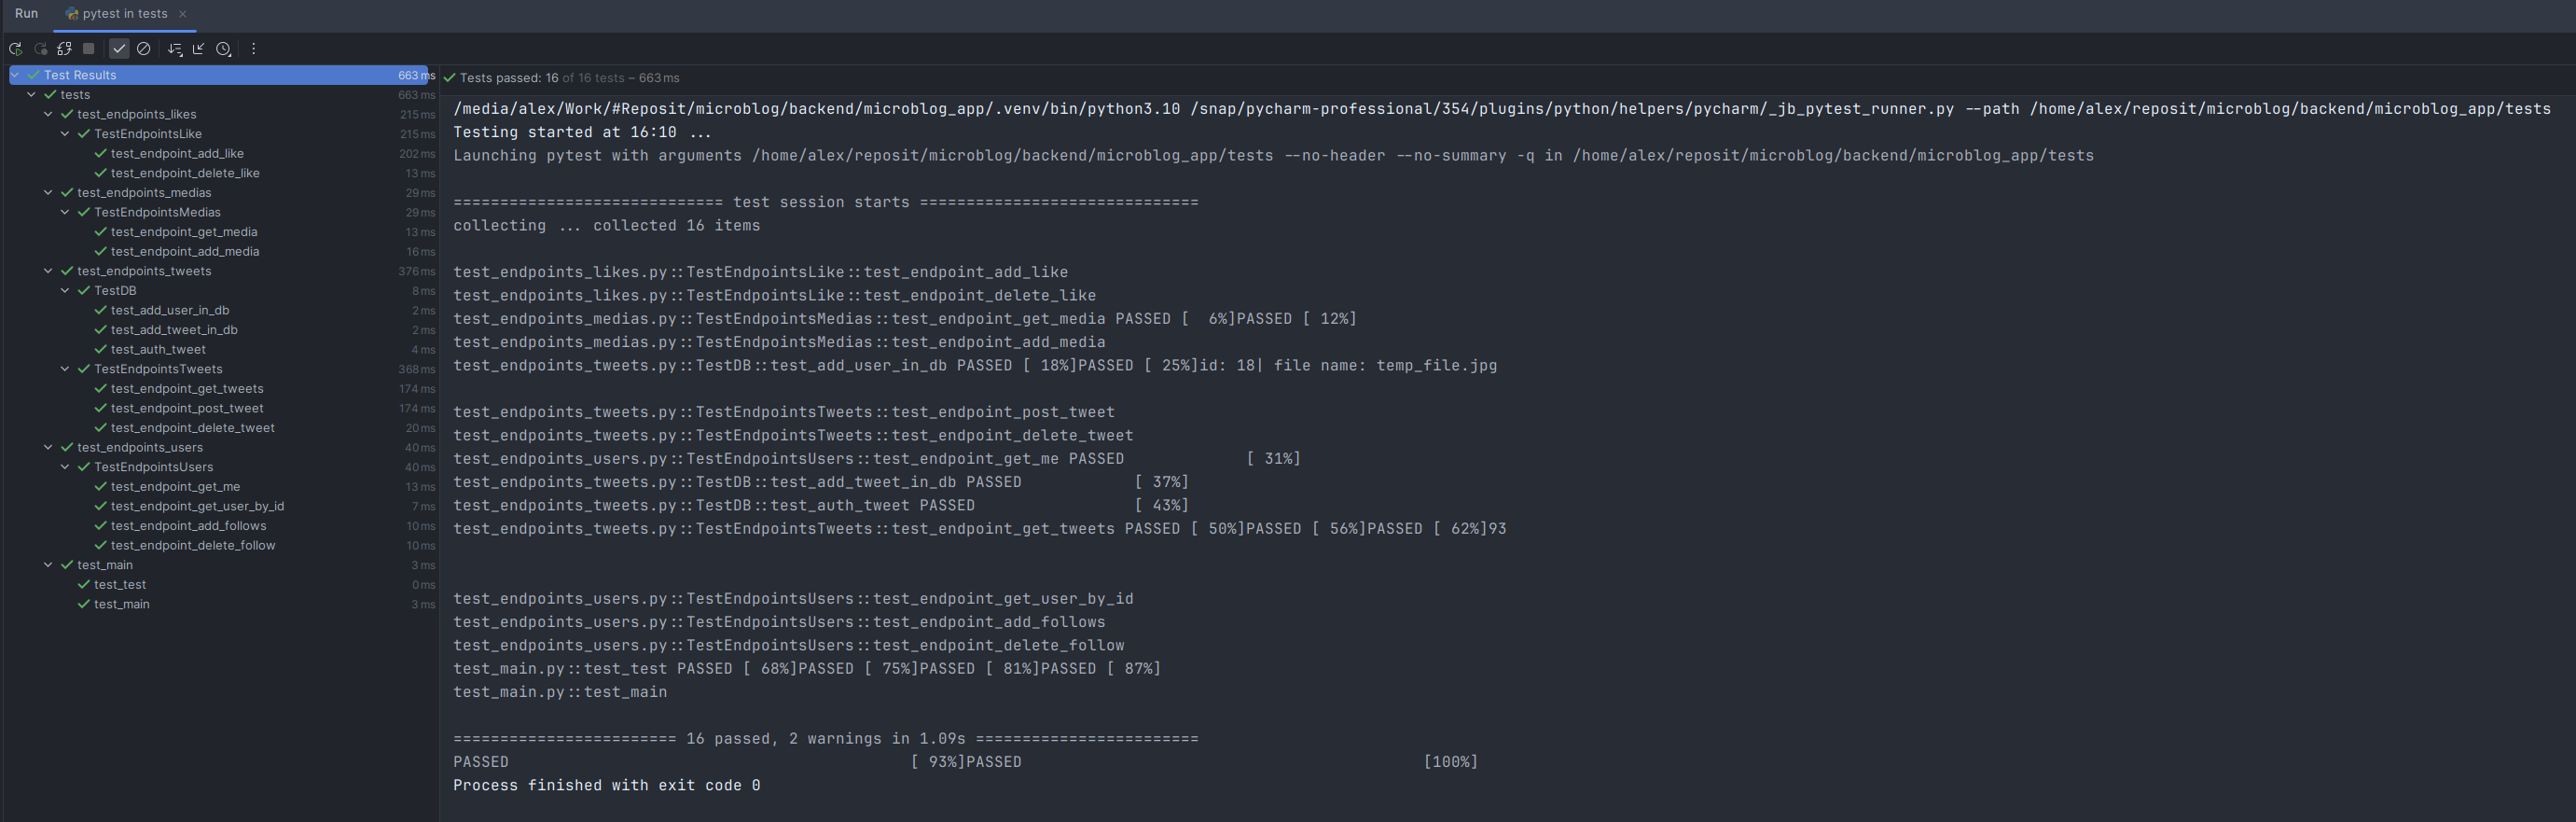 Run pytest in tests
Test Results 663 ms
tests 663 ms
test_endpoints_likes 215 ms
TestEndpointsLike 215 ms
test_endpoint_add_like 202 ms
test_endpoint_delete_like 13 ms
test_endpoints_medias 29 ms
TestEndpointsMedias 29 ms
test_endpoint_get_media 13 ms
test_endpoint_add_media 16 ms
test_endpoints_tweets 376 ms
TestDB 8 ms
test_add_user_in_db 2 ms
test_add_tweet_in_db 2 ms
test_auth_tweet 4 ms
TestEndpointsTweets 368 ms
test_endpoint_get_tweets 174 ms
test_endpoint_post_tweet 174 ms
test_endpoint_delete_tweet 20 ms
test_endpoints_users 40 ms
TestEndpointsUsers 40 ms
test_endpoint_get_me 13 ms
test_endpoint_get_user_by_id 7 ms
test_endpoint_add_follows 10 ms
test_endpoint_delete_follow 10 ms
test_main 3 ms
test_test 0 ms
test_main 3 ms
Tests passed: 16 of 16 tests – 663 ms
/media/alex/Work/#Reposit/microblog/backend/microblog_app/.venv/bin/python3.10 /snap/pycharm-professional/354/plugins/python/helpers/pycharm/_jb_pytest_runner.py --path /home/alex/reposit/microblog/backend/microblog_app/tests
Testing started at 16:10 ...
Launching pytest with arguments /home/alex/reposit/microblog/backend/microblog_app/tests --no-header --no-summary -q in /home/alex/reposit/microblog/backend/microblog_app/tests
============================= test session starts ==============================
collecting ... collected 16 items
test_endpoints_likes.py::TestEndpointsLike::test_endpoint_add_like
test_endpoints_likes.py::TestEndpointsLike::test_endpoint_delete_like
test_endpoints_medias.py::TestEndpointsMedias::test_endpoint_get_media PASSED [  6%]PASSED [ 12%]
test_endpoints_medias.py::TestEndpointsMedias::test_endpoint_add_media
test_endpoints_tweets.py::TestDB::test_add_user_in_db PASSED [ 18%]PASSED [ 25%]id: 18| file name: temp_file.jpg
test_endpoints_tweets.py::TestEndpointsTweets::test_endpoint_post_tweet
test_endpoints_tweets.py::TestEndpointsTweets::test_endpoint_delete_tweet
test_endpoints_users.py::TestEndpointsUsers::test_endpoint_get_me PASSED [ 31%]
test_endpoints_tweets.py::TestDB::test_add_tweet_in_db PASSED [ 37%]
test_endpoints_tweets.py::TestDB::test_auth_tweet PASSED [ 43%]
test_endpoints_tweets.py::TestEndpointsTweets::test_endpoint_get_tweets PASSED [ 50%]PASSED [ 56%]PASSED [ 62%]93
test_endpoints_users.py::TestEndpointsUsers::test_endpoint_get_user_by_id
test_endpoints_users.py::TestEndpointsUsers::test_endpoint_add_follows
test_endpoints_users.py::TestEndpointsUsers::test_endpoint_delete_follow
test_main.py::test_test PASSED [ 68%]PASSED [ 75%]PASSED [ 81%]PASSED [ 87%]
test_main.py::test_main
======================== 16 passed, 2 warnings in 1.09s ========================
PASSED [ 93%]PASSED [100%]
Process finished with exit code 0